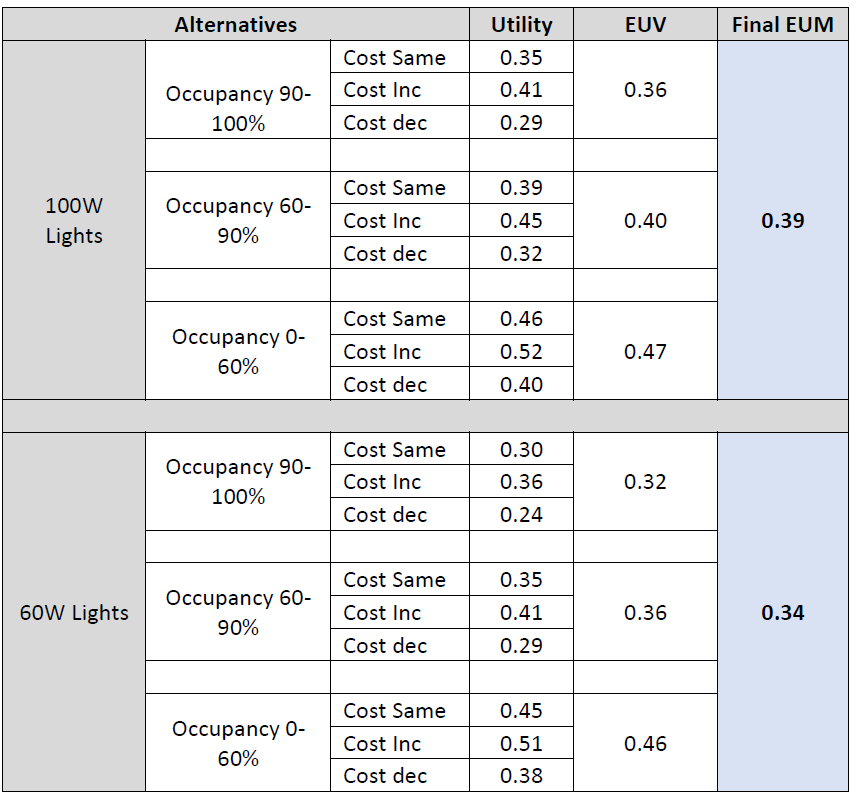 Alternatives Utility EUV Final EUM
100W
Lights
Occupancy 90-
100%
Cost Same 0.35
Cost Inc 0.41
Cost dec 0.29
0.36
Occupancy 60-
90%
Cost Same 0.39
Cost Inc 0.45
Cost dec 0.32
0.40
Occupancy 0-
60%
Cost Same 0.46
Cost Inc 0.52
Cost dec 0.40
0.47
0.39
60W Lights
Occupancy 90-
100%
Cost Same 0.30
Cost Inc 0.36
Cost dec 0.24
0.32
Occupancy 60-
90%
Cost Same 0.35
Cost Inc 0.41
Cost dec 0.29
0.36
Occupancy 0-
60%
Cost Same 0.45
Cost Inc 0.51
Cost dec 0.38
0.46
0.34